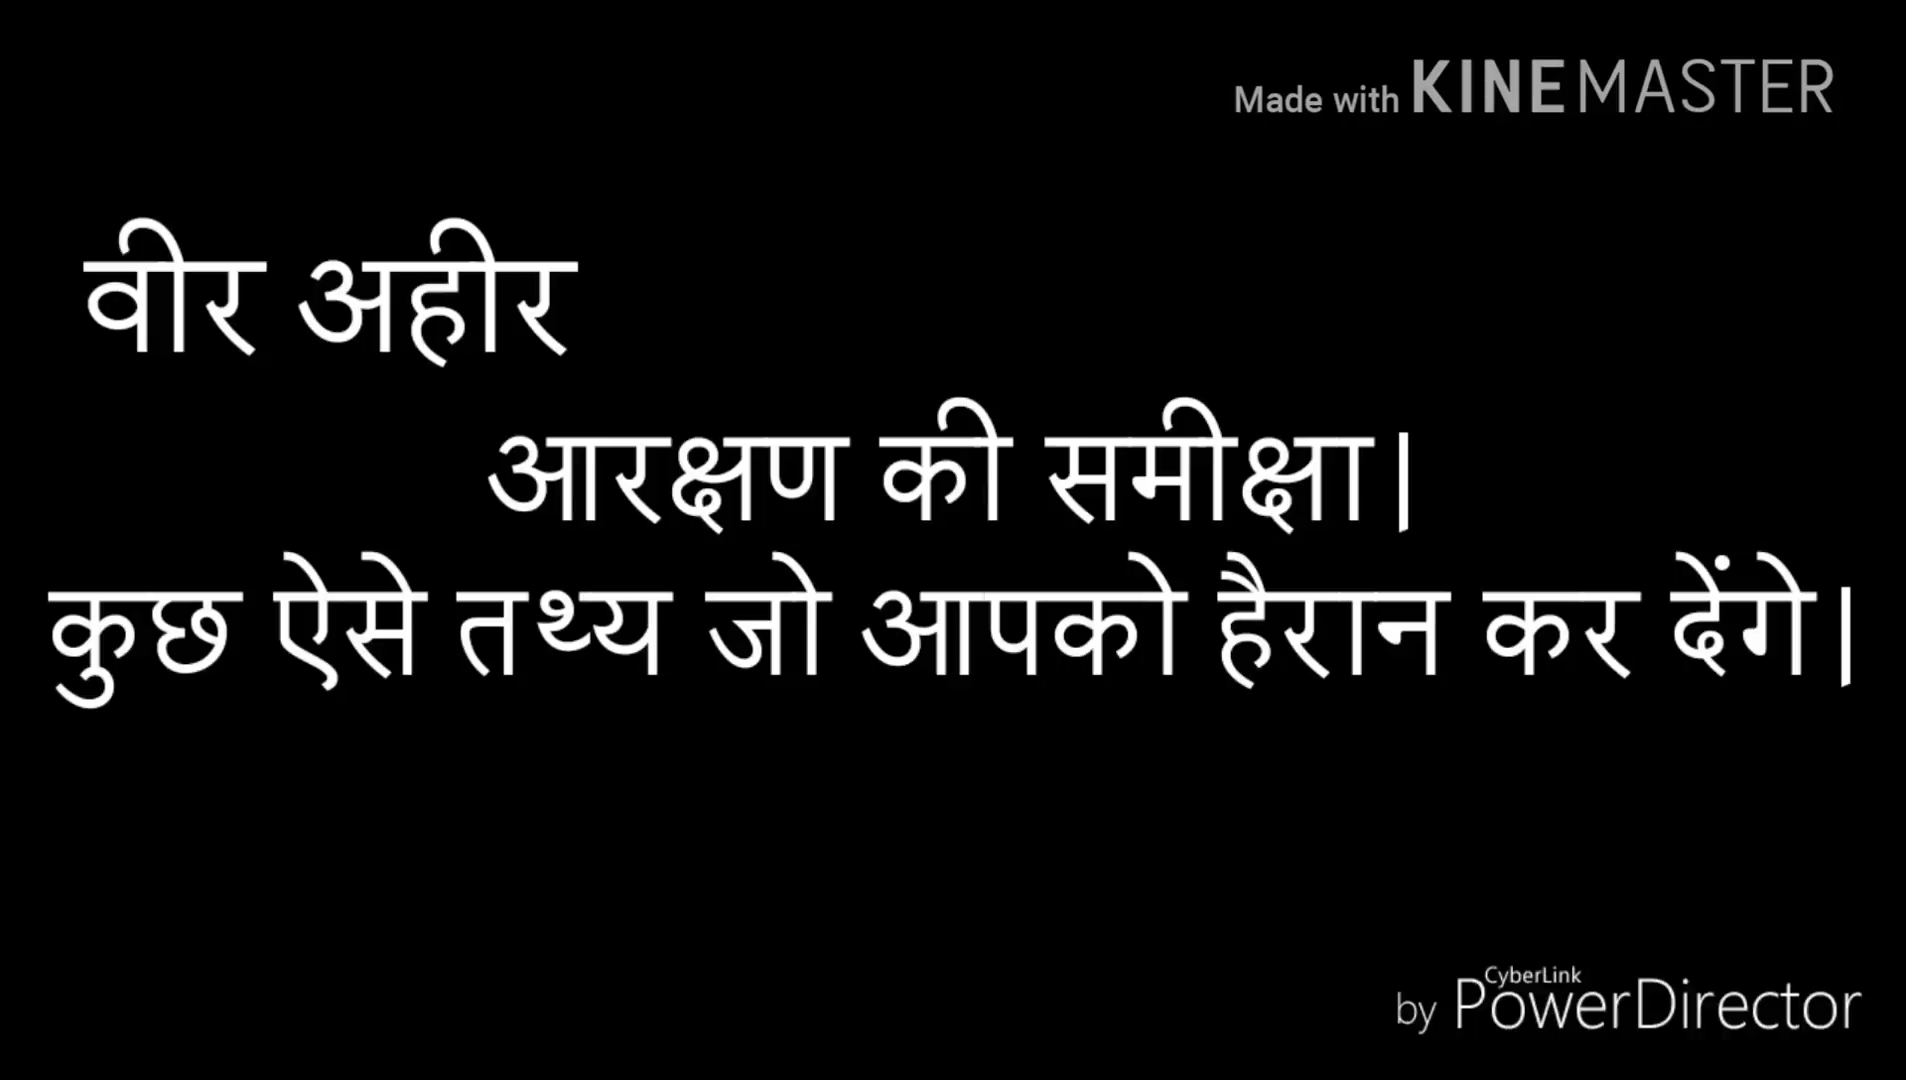 Made with KINEMASTER
वीर अहीर
आरक्षण की समीक्षा।
कुछ ऐसे तथ्य जो आपको हैरान कर देंगे।
CyberLink
by PowerDirector